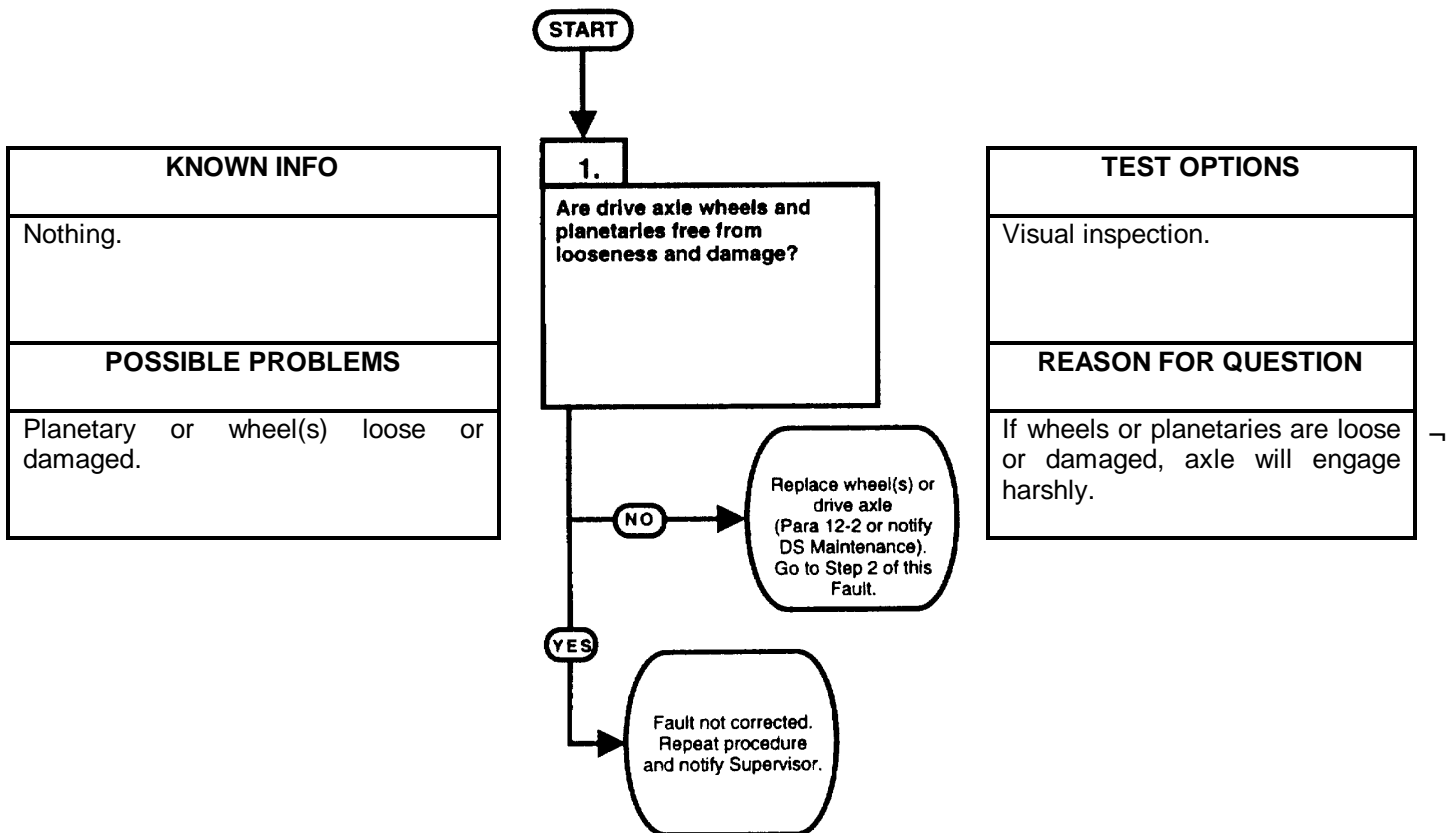 START
KNOWN INFO
Nothing.
POSSIBLE PROBLEMS
Planetary or wheel(s) loose or
damaged.
1.
Are drive axle wheels and
planetaries free from
looseness and damage?
TEST OPTIONS
Visual inspection.
REASON FOR QUESTION
If wheels or planetaries are loose
or damaged, axle will engage
harshly.
¬
NO
Replace wheel(s) or
drive axle
(Para 12-2 or notify
DS Maintenance).
Go to Step 2 of this
Fault.
YES
Fault not corrected.
Repeat procedure
and notify Supervisor.